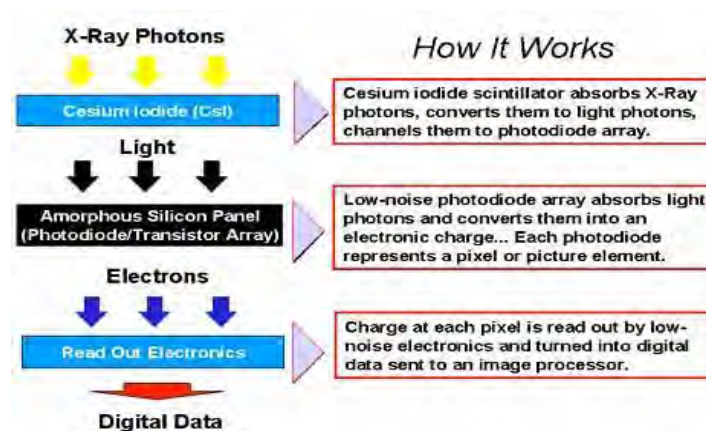 X-Ray Photons
How It Works
Cesium Iodide (CsI)
Cesium iodide scintillator absorbs X-Ray
photons, converts them to light photons,
channels them to photodiode array.
Light
Amorphous Silicon Panel
(Photodiode/Transistor Array)
Low-noise photodiode array absorbs light
photons and converts them into an
electronic charge... Each photodiode
represents a pixel or picture element.
Electrons
Read Out Electronics
Charge at each pixel is read out by low-
noise electronics and turned into digital
data sent to an image processor.
Digital Data